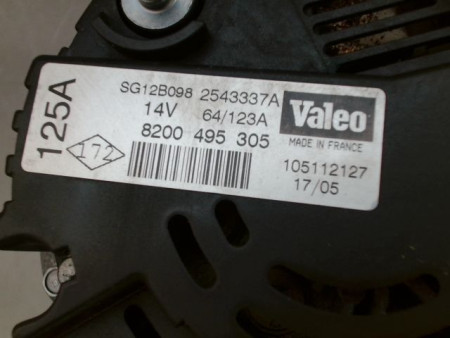 125A
172
SG12B098 2543337A
14V 64/123A
8200 495 305
Valeo
MADE IN FRANCE
105112127
17/05